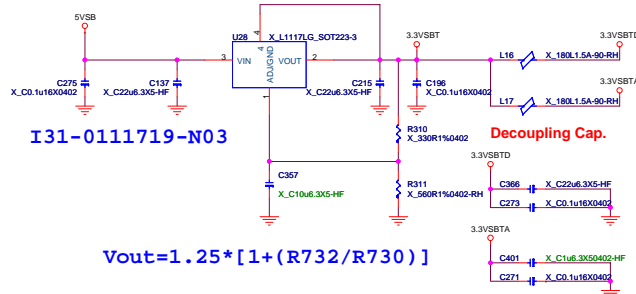 5VSB
U28 X_L1117LG_SOT223-3
4
4
3 VIN
VOUT 2
ADJ/GND
1
3.3VSBT
3.3VSBTD
L16 X_180L1.5A-90-RH
3.3VSBTA
L17 X_180L1.5A-90-RH
C275
X_C0.1u16X0402
C137
X_C22u6.3X5-HF
C215
X_C22u6.3X5-HF
C196
X_C0.1u16X0402
I31-0111719-N03
R310
X_330R1%0402
Decoupling Cap.
C357
X_C10u6.3X5-HF
R311
X_560R1%0402-RH
3.3VSBTD
C366 X_C22u6.3X5-HF
C273 X_C0.1u16X0402
Vout=1.25*[1+(R732/R730)]
3.3VSBTA
C401 X_C1u6.3X50402-HF
C271 X_C0.1u16X0402